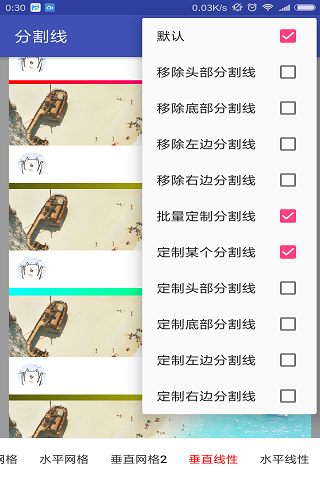 0:30
0.03K/s
分割线
默认
移除头部分割线
移除底部分割线
移除左边分割线
移除右边分割线
批量定制分割线
定制某个分割线
定制头部分割线
定制底部分割线
定制左边分割线
定制右边分割线
网格 水平网格 垂直网格2 垂直线性 水平线性